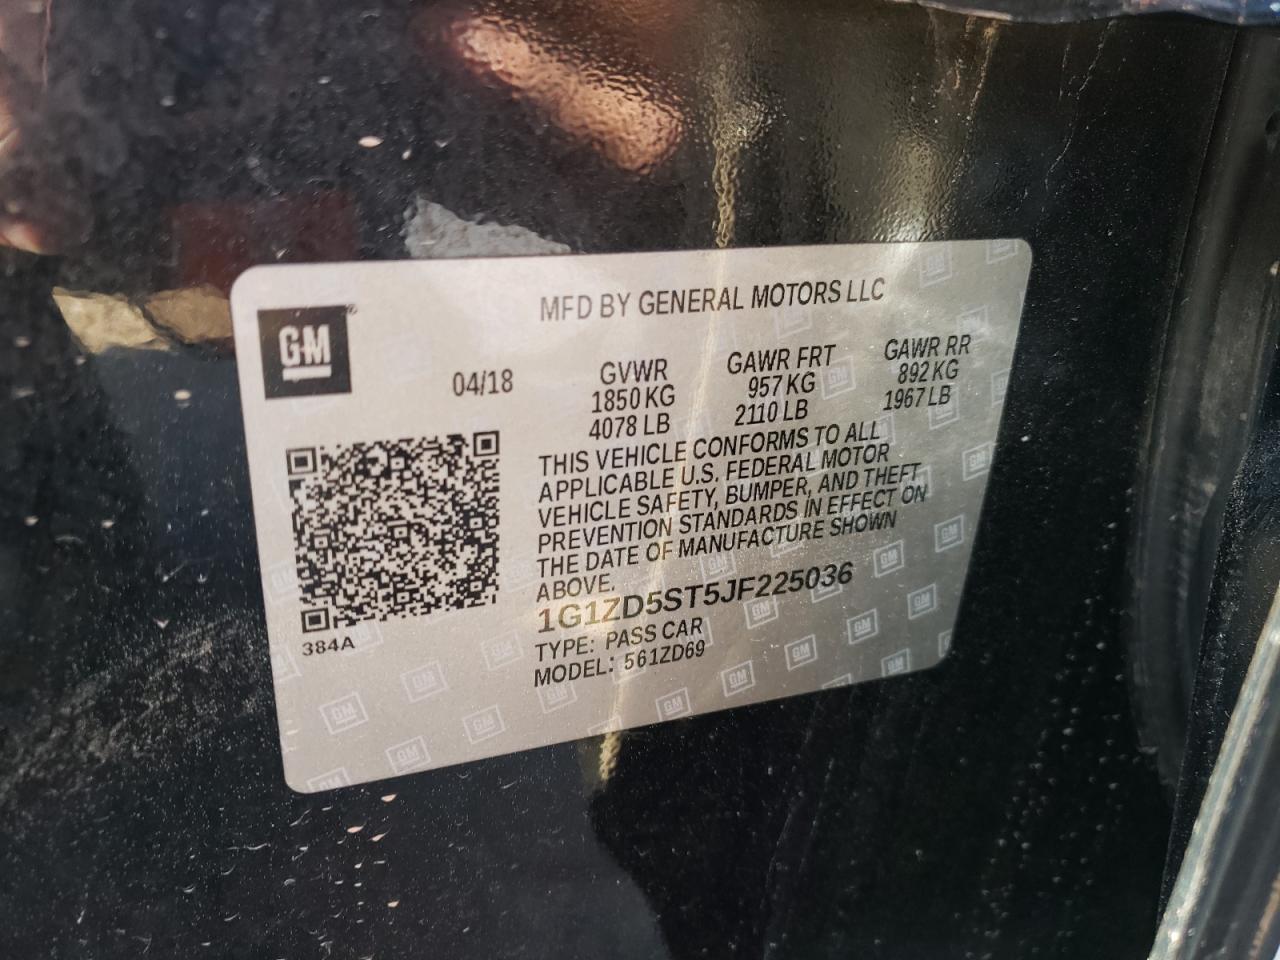 MFD BY GENERAL MOTORS LLC
GM
04/18
GVWR
1850 KG
4078 LB
GAWR FRT
957 KG
2110 LB
GAWR RR
892 KG
1967 LB
THIS VEHICLE CONFORMS TO ALL
APPLICABLE U.S. FEDERAL MOTOR
VEHICLE SAFETY, BUMPER, AND THEFT
PREVENTION STANDARDS IN EFFECT ON
THE DATE OF MANUFACTURE SHOWN
ABOVE.
1G1ZD5ST5JF225036
TYPE: PASS CAR
MODEL: 561ZD69
384A